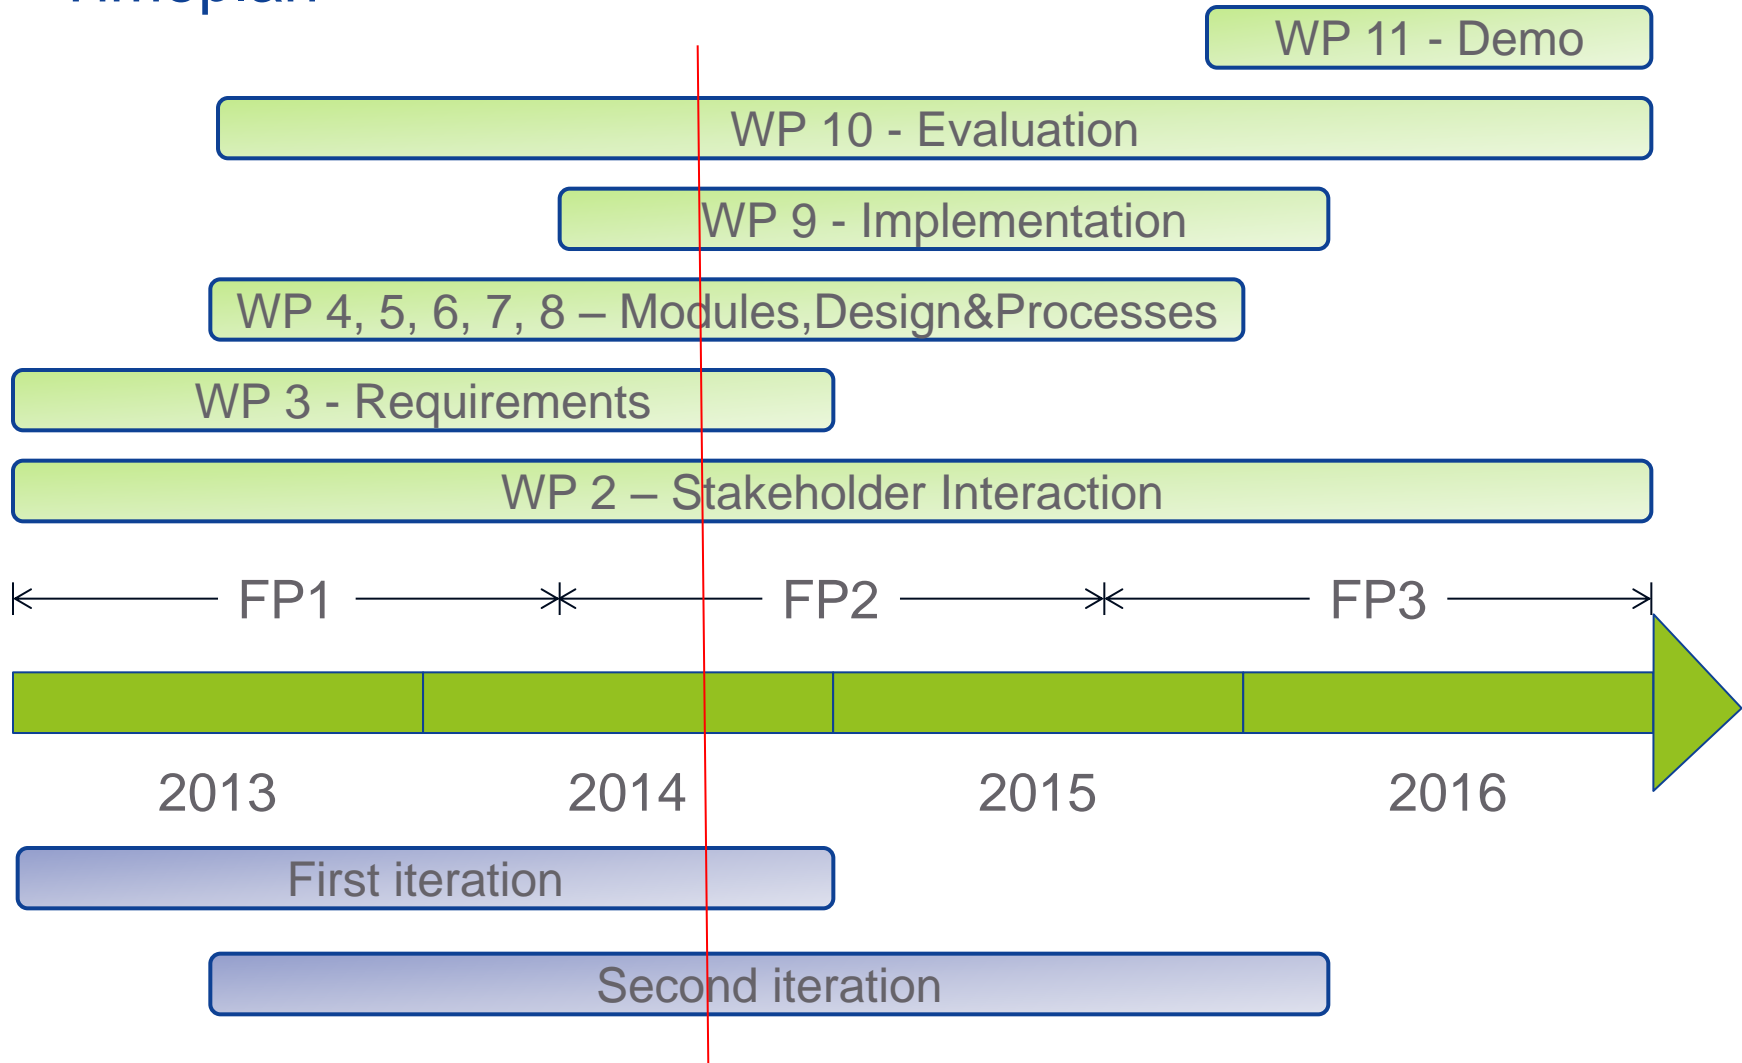 WP 11 - Demo
WP 10 - Evaluation
WP 9 - Implementation
WP 4, 5, 6, 7, 8 – Modules,Design&Processes
WP 3 - Requirements
WP 2 – Stakeholder Interaction
FP1 FP2 FP3
2013 2014 2015 2016
First iteration
Second iteration